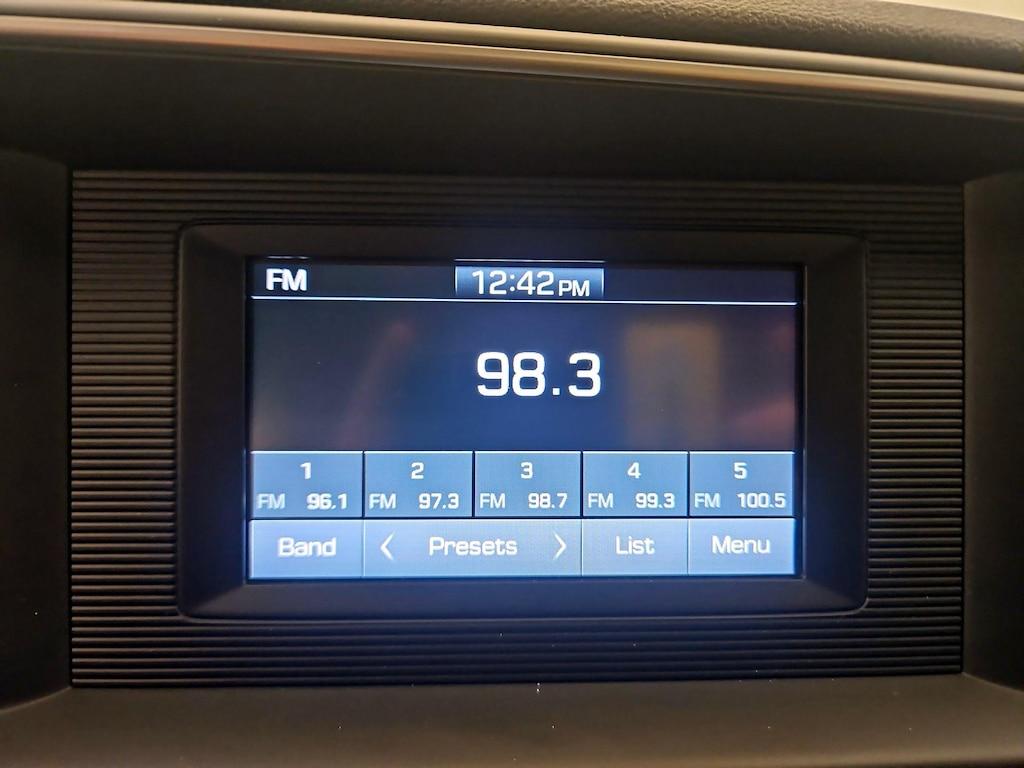 FM 12:42 PM
98.3
1 2 3 4 5
FM 96.1 FM 97.3 FM 98.7 FM 99.3 FM 100.5
Band < Presets > List Menu